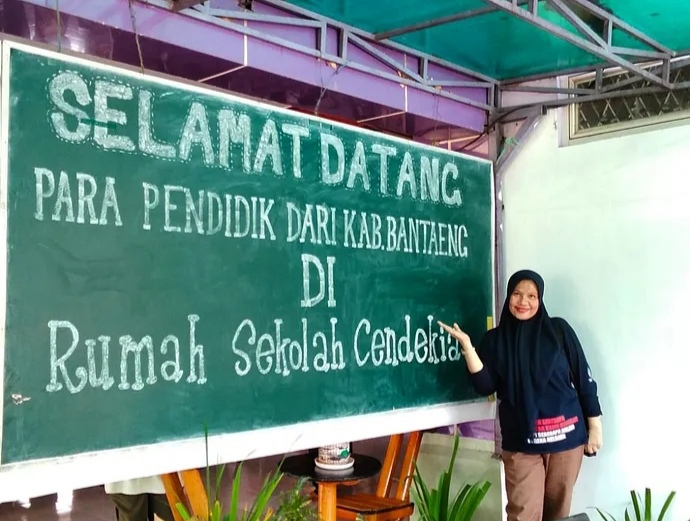 SELAMAT DATANG
PARA PENDIDIK DARI KAB.BANTAENG
DI
Rumah Sekolah Cendekia